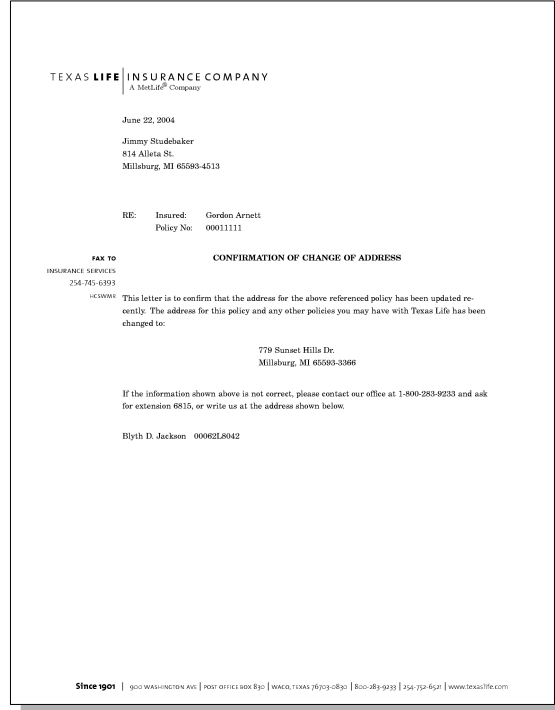 TEXAS LIFE INSURANCE COMPANY
A MetLife® Company
June 22, 2004
Jimmy Studebaker
814 Alleta St.
Millsburg, MI 65593-4513
RE: Insured: Gordon Arnett
Policy No: 00011111
FAX TO
INSURANCE SERVICES
254-745-6393
HCSWMR
CONFIRMATION OF CHANGE OF ADDRESS
This letter is to confirm that the address for the above referenced policy has been updated re-
cently. The address for this policy and any other policies you may have with Texas Life has been
changed to:
779 Sunset Hills Dr.
Millsburg, MI 65593-3366
If the information shown above is not correct, please contact our office at 1-800-283-9233 and ask
for extension 6815, or write us at the address shown below.
Blyth D. Jackson 00062L8042
Since 1901 | 900 WASHINGTON AVE | POST OFFICE BOX 830 | WACO, TEXAS 76703-0830 | 800-283-9233 | 254-752-6521 | www.texaslife.com